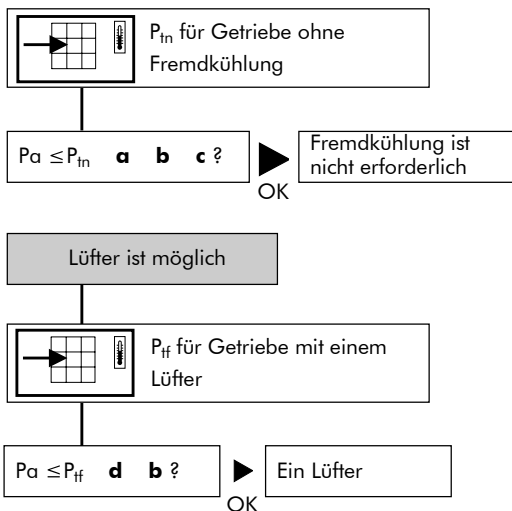 Ptn für Getriebe ohne
Fremdkühlung
Pa ≤Ptn a b c ?
OK
Fremdkühlung ist
nicht erforderlich
Lüfter ist möglich
Ptf für Getriebe mit einem
Lüfter
Pa ≤Ptf d b ?
OK
Ein Lüfter